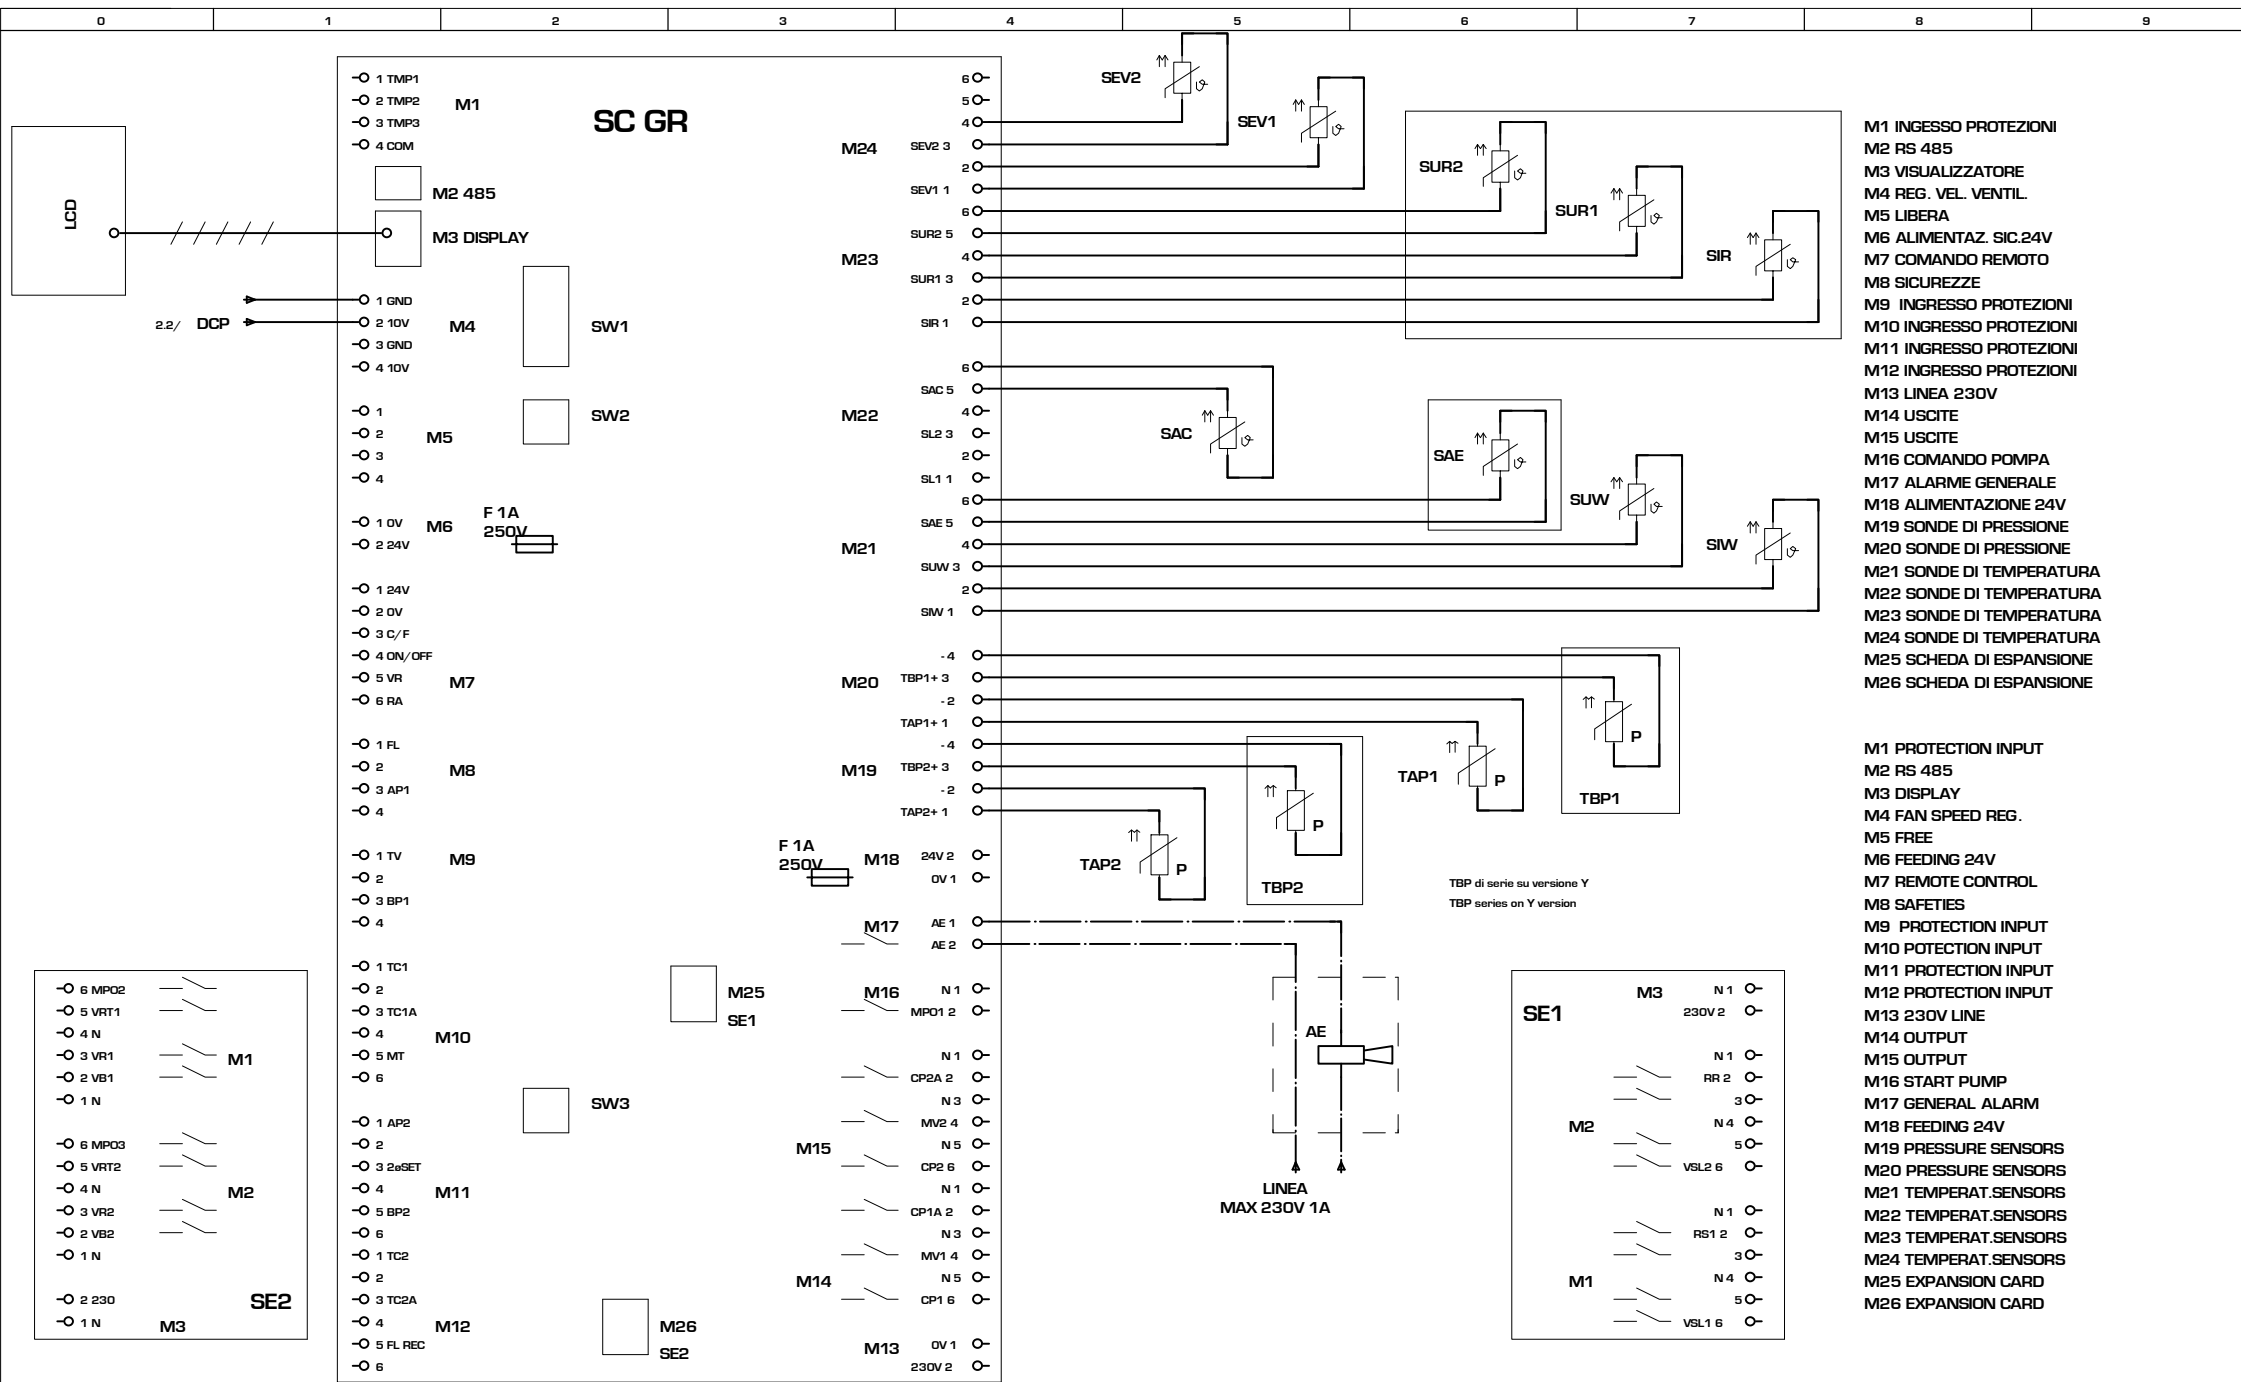 0 1 2 3 4 5 6 7 8 9
LCD
2.2/ DCP
SC GR
1 TMP1
2 TMP2
3 TMP3
4 COM
M1
M2 485
M3 DISPLAY
1 GND
2 10V
3 GND
4 10V
M4
SW1
1
2
3
4
M5
SW2
1 0V
2 24V
M6
F 1A
250V
1 24V
2 0V
3 C/F
4 ON/OFF
5 VR
6 RA
M7
1 FL
2
3 AP1
4
M8
1 TV
2
3 BP1
4
M9
1 TC1
2
3 TC1A
4
5 MT
6
M10
1 AP2
2
3 2øSET
4
5 BP2
6
M11
1 TC2
2
3 TC2A
4
5 FL REC
6
M12
M25
SE1
SW3
M26
SE2
6
5
4
SEV2 3
2
SEV1 1
M24
6
SUR2 5
4
SUR1 3
2
SIR 1
M23
6
SAC 5
4
SL2 3
2
SL1 1
M22
6
SAE 5
4
SUW 3
2
SIW 1
M21
- 4
TBP1+ 3
- 2
TAP1+ 1
M20
- 4
TBP2+ 3
- 2
TAP2+ 1
M19
F 1A
250V
M18
24V 2
0V 1
M17
AE 1
AE 2
M16
N 1
MPO1 2
N 1
CP2A 2
N 3
MV2 4
N 5
CP2 6
M15
N 1
CP1A 2
N 3
MV1 4
N 5
CP1 6
M14
M13
0V 1
230V 2
SEV2
SEV1
SUR2
SUR1
SIR
SAC
SAE
SUW
SIW
TBP1
P
TAP1
P
TBP2
P
TAP2
P
TBP di serie su versione Y
TBP series on Y version
AE
LINEA
MAX 230V 1A
6 MPO2
5 VRT1
4 N
3 VR1
2 VB1
1 N
M1
6 MPO3
5 VRT2
4 N
3 VR2
2 VB2
1 N
M2
2 230
1 N
M3
SE2
SE1
M3
N 1
230V 2
N 1
RR 2
3
N 4
5
VSL2 6
M2
N 1
RS1 2
3
N 4
5
VSL1 6
M1
M1 INGESSO PROTEZIONI
M2 RS 485
M3 VISUALIZZATORE
M4 REG. VEL. VENTIL.
M5 LIBERA
M6 ALIMENTAZ. SIC.24V
M7 COMANDO REMOTO
M8 SICUREZZE
M9 INGRESSO PROTEZIONI
M10 INGRESSO PROTEZIONI
M11 INGRESSO PROTEZIONI
M12 INGRESSO PROTEZIONI
M13 LINEA 230V
M14 USCITE
M15 USCITE
M16 COMANDO POMPA
M17 ALARME GENERALE
M18 ALIMENTAZIONE 24V
M19 SONDE DI PRESSIONE
M20 SONDE DI PRESSIONE
M21 SONDE DI TEMPERATURA
M22 SONDE DI TEMPERATURA
M23 SONDE DI TEMPERATURA
M24 SONDE DI TEMPERATURA
M25 SCHEDA DI ESPANSIONE
M26 SCHEDA DI ESPANSIONE
M1 PROTECTION INPUT
M2 RS 485
M3 DISPLAY
M4 FAN SPEED REG.
M5 FREE
M6 FEEDING 24V
M7 REMOTE CONTROL
M8 SAFETIES
M9 PROTECTION INPUT
M10 POTECTION INPUT
M11 PROTECTION INPUT
M12 PROTECTION INPUT
M13 230V LINE
M14 OUTPUT
M15 OUTPUT
M16 START PUMP
M17 GENERAL ALARM
M18 FEEDING 24V
M19 PRESSURE SENSORS
M20 PRESSURE SENSORS
M21 TEMPERAT.SENSORS
M22 TEMPERAT.SENSORS
M23 TEMPERAT.SENSORS
M24 TEMPERAT.SENSORS
M25 EXPANSION CARD
M26 EXPANSION CARD